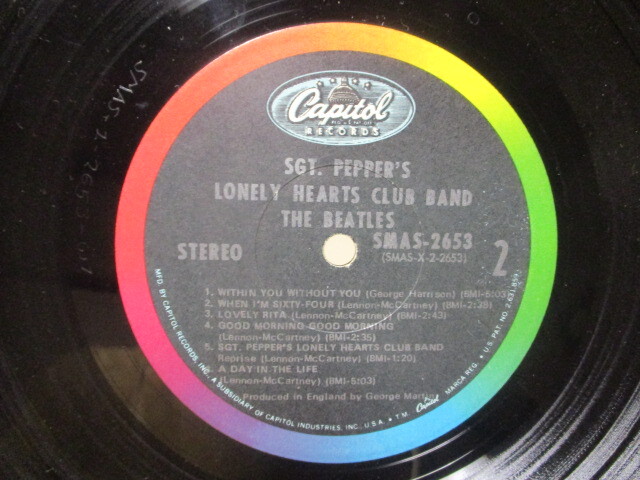 Capitol
RECORDS
SGT. PEPPER'S
LONELY HEARTS CLUB BAND
THE BEATLES
STEREO
SMAS-2653
(SMAS-X-2-2653)
2
1. WITHIN YOU WITHOUT YOU (George Harrison) (BMI-5:03)
2. WHEN I'M SIXTY-FOUR (Lennon-McCartney) (BMI-2:38)
3. LOVELY RITA (Lennon-McCartney) (BMI-2:43)
4. GOOD MORNING GOOD MORNING
(Lennon-McCartney) (BMI-2:35)
5. SGT. PEPPER'S LONELY HEARTS CLUB BAND
Reprise (Lennon-McCartney) (BMI-1:20)
6. A DAY IN THE LIFE
(Lennon-McCartney) (BMI-5:03)
Produced in England by George Martin
MFD. BY CAPITOL RECORDS, INC., A SUBSIDIARY OF CAPITOL INDUSTRIES, INC., U.S.A. • T.M. Capitol MARCA REG. • U.S. PAT. NO. 2,631,859